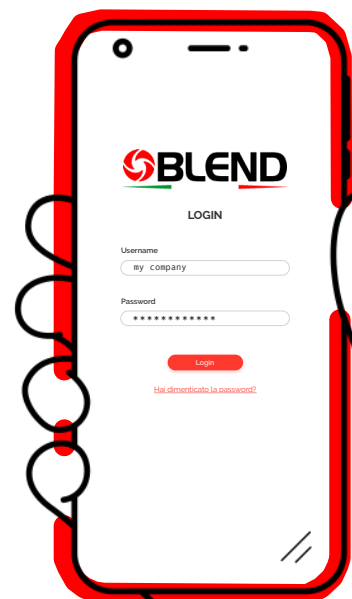 BLEND
LOGIN
Username
my company
Password
************
Login
Hai dimenticato la password?